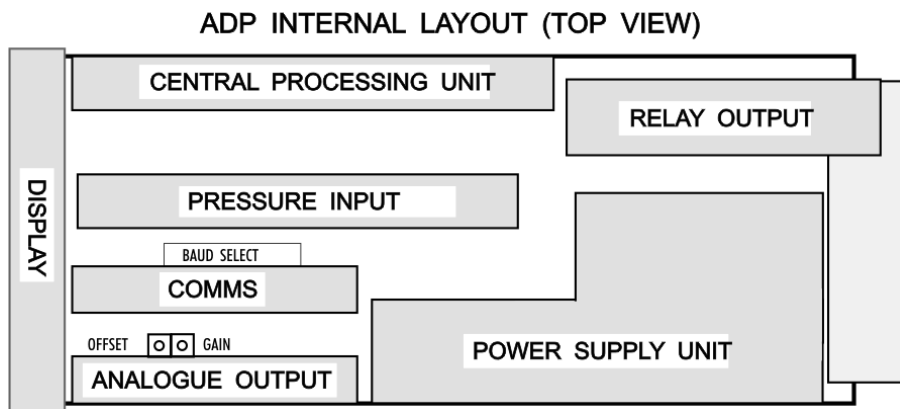 ADP INTERNAL LAYOUT (TOP VIEW)
CENTRAL PROCESSING UNIT
RELAY OUTPUT
DISPLAY
PRESSURE INPUT
BAUD SELECT
COMMS
OFFSET GAIN
POWER SUPPLY UNIT
ANALOGUE OUTPUT